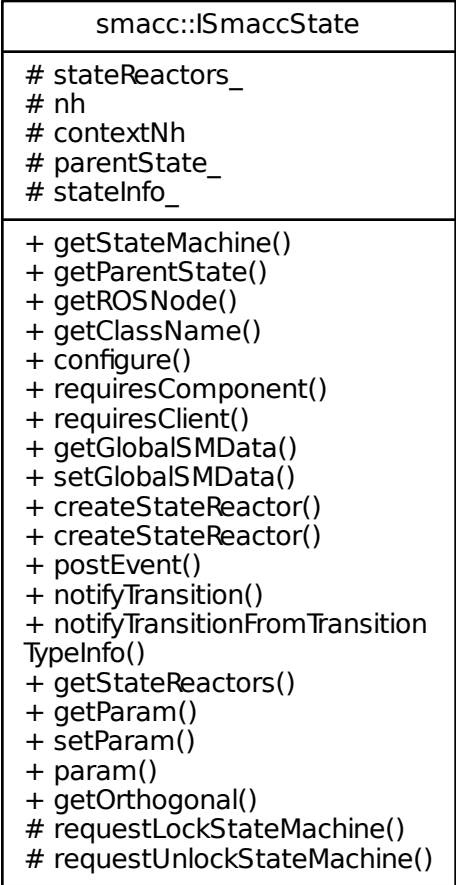 smacc::ISmaccState
# stateReactors_
# nh
# contextNh
# parentState_
# stateInfo_
+ getStateMachine()
+ getParentState()
+ getROSNode()
+ getClassName()
+ configure()
+ requiresComponent()
+ requiresClient()
+ getGlobalSMData()
+ setGlobalSMData()
+ createStateReactor()
+ createStateReactor()
+ postEvent()
+ notifyTransition()
+ notifyTransitionFromTransition
TypeInfo()
+ getStateReactors()
+ getParam()
+ setParam()
+ param()
+ getOrthogonal()
# requestLockStateMachine()
# requestUnlockStateMachine()